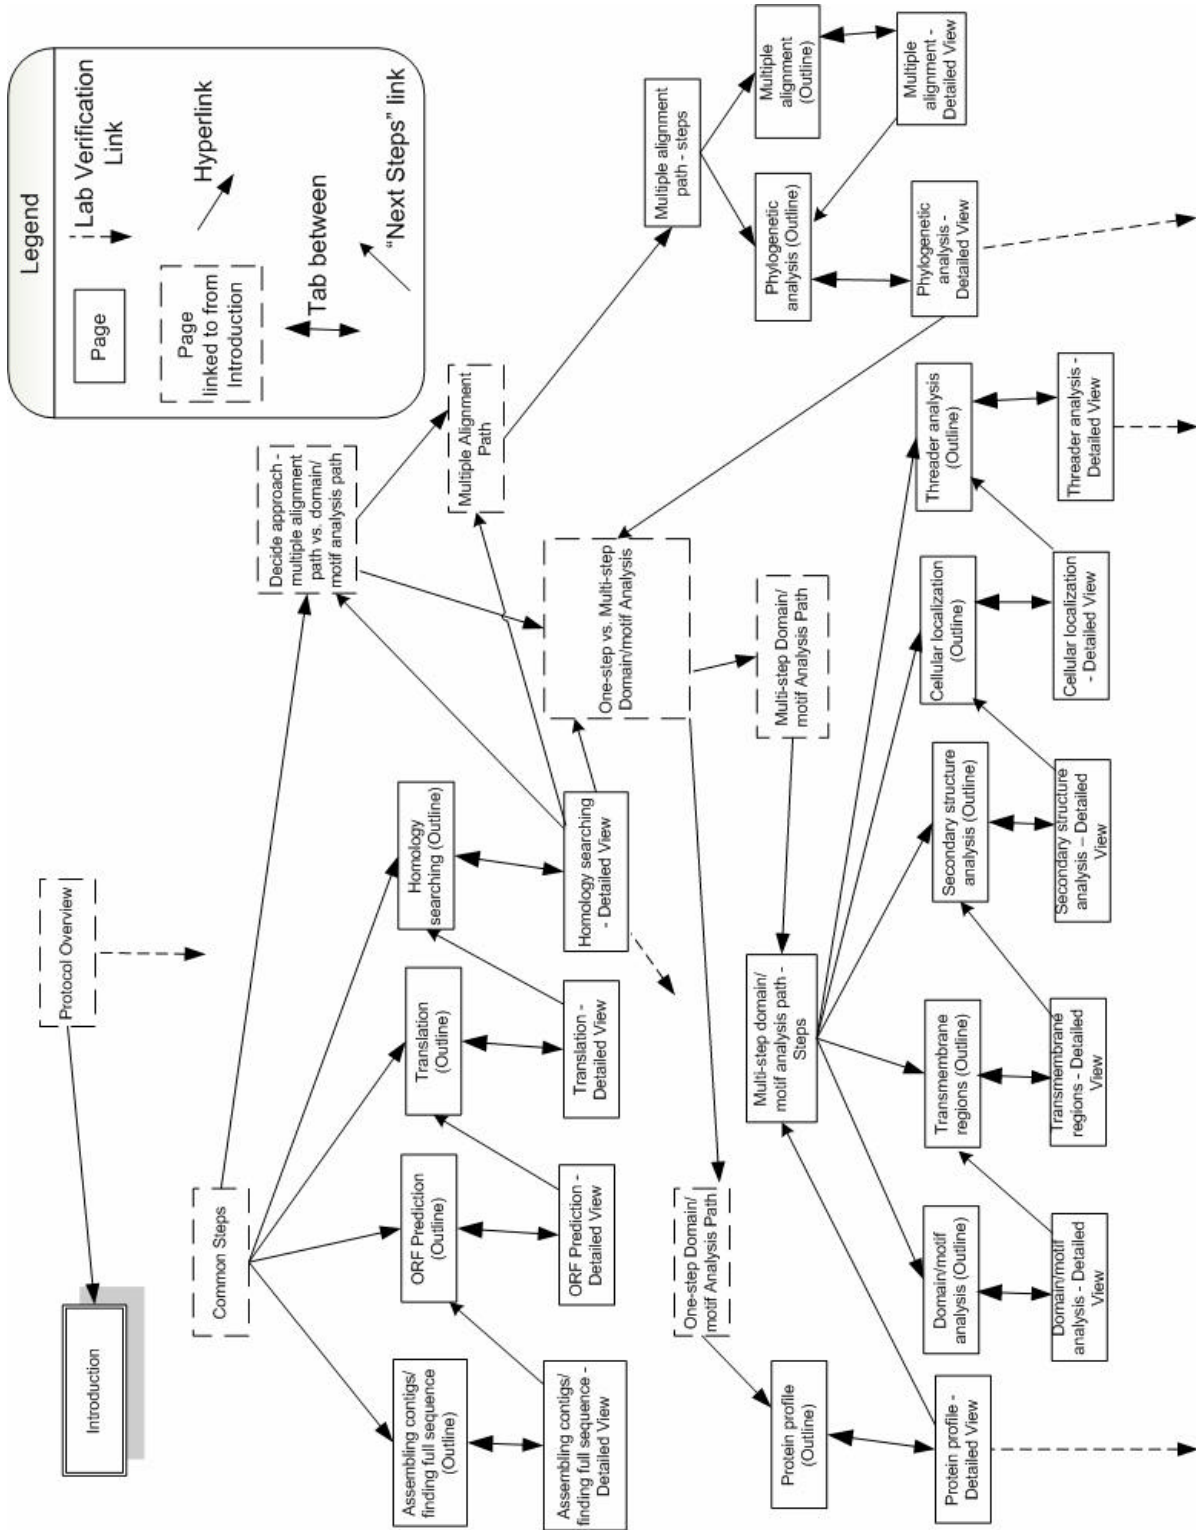 Legend
Page
Lab Verification
Link
Page
linked to from
Introduction
Hyperlink
Tab between
“Next Steps” link
Introduction
Protocol Overview
Common Steps
Decide approach -
multiple alignment
path vs. domain/
motif analysis path
Assembling contigs/
finding full sequence
(Outline)
ORF Prediction
(Outline)
Translation
(Outline)
Homology
searching (Outline)
Multiple Alignment
Path
Assembling contigs/
finding full sequence -
Detailed View
ORF Prediction -
Detailed View
Translation -
Detailed View
Homology searching
- Detailed View
One-step vs. Multi-step
Domain/motif Analysis
Multiple alignment
path - steps
One-step Domain/
motif Analysis Path
Multi-step domain/
motif analysis path -
Steps
Multi-step Domain/
motif Analysis Path
Phylogenetic
analysis (Outline)
Multiple
alignment
(Outline)
Protein profile
(Outline)
Domain/motif
analysis (Outline)
Transmembrane
regions (Outline)
Secondary structure
analysis (Outline)
Cellular localization
(Outline)
Threader analysis
(Outline)
Phylogenetic
analysis -
Detailed View
Multiple
alignment -
Detailed View
Protein profile -
Detailed View
Domain/motif
analysis - Detailed
View
Transmembrane
regions - Detailed
View
Secondary structure
analysis – Detailed
View
Cellular localization
- Detailed View
Threader analysis -
Detailed View